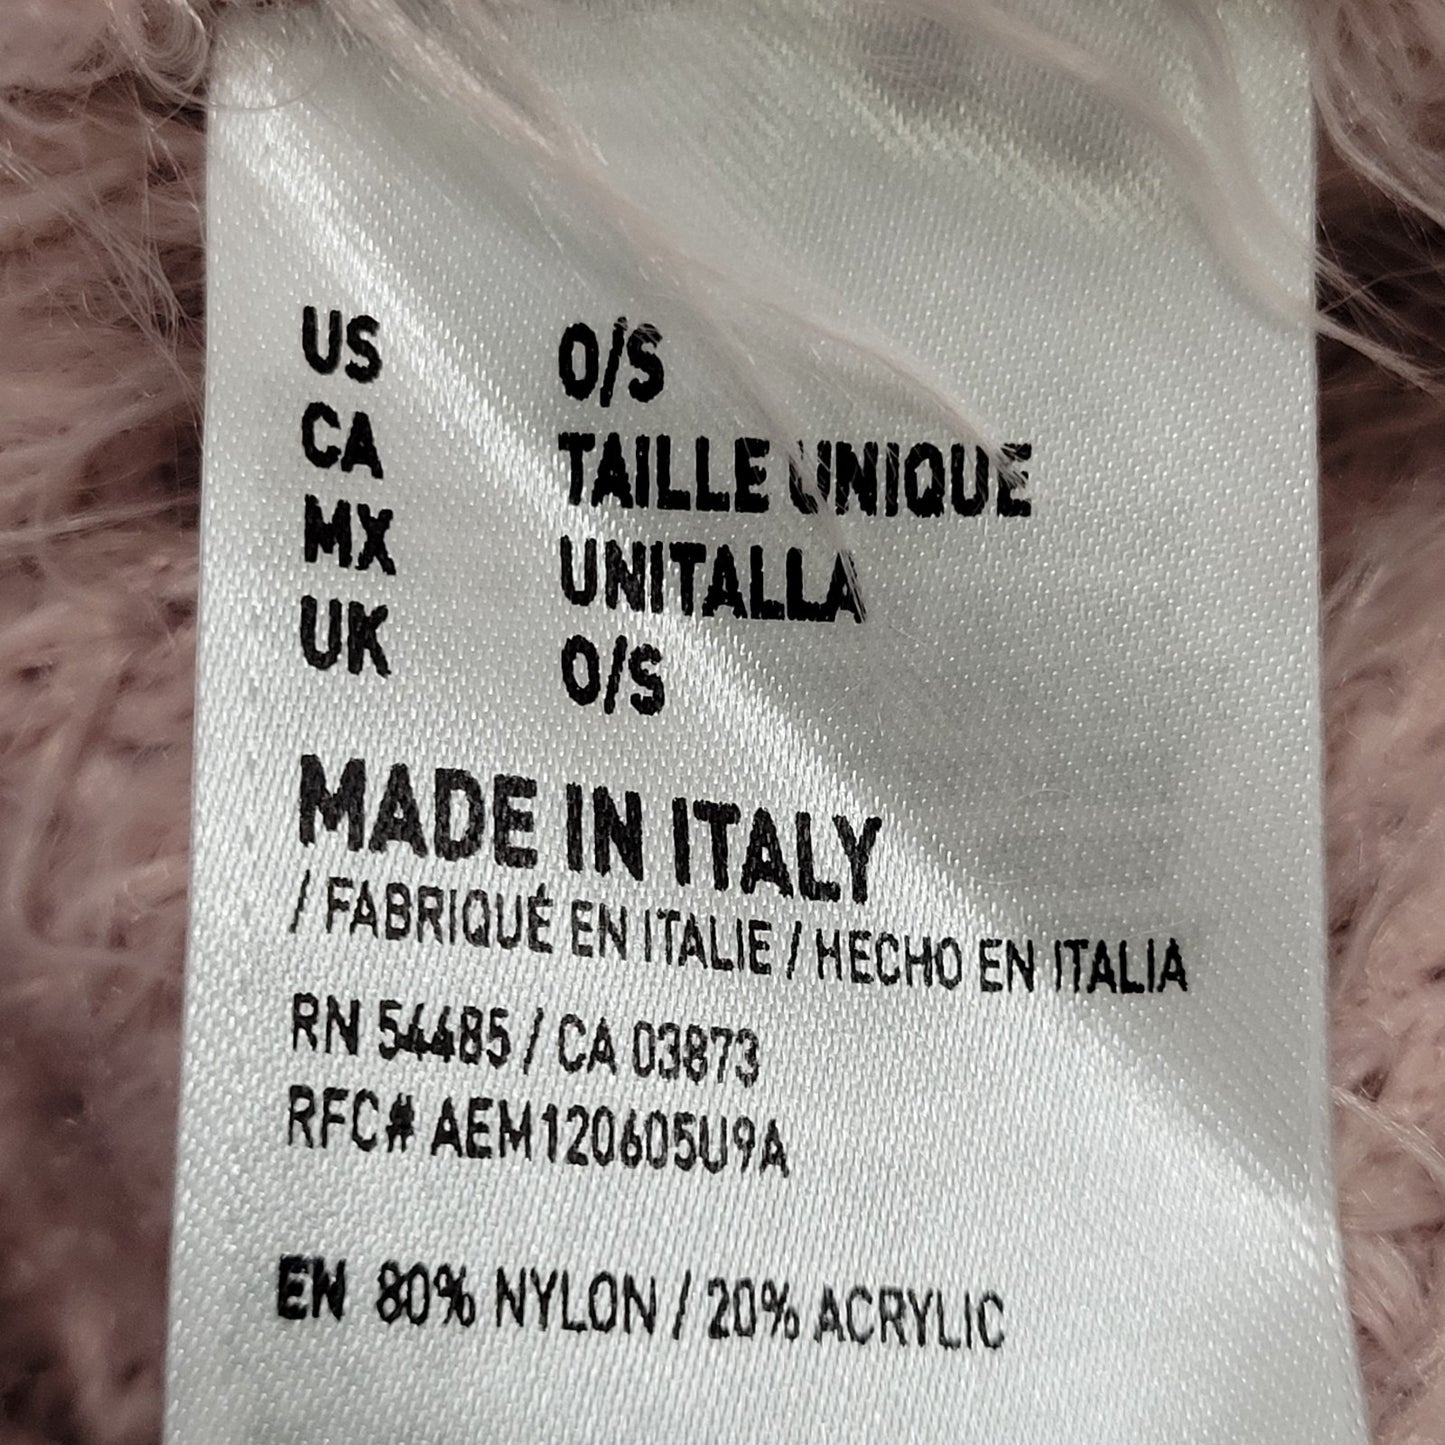 US O/S
CA TAILLE UNIQUE
MX UNITALLA
UK O/S
MADE IN ITALY
/ FABRIQUÉ EN ITALIE / HECHO EN ITALIA
RN 54485 / CA 03873
RFC# AEM120605U9A
EN 80% NYLON / 20% ACRYLIC